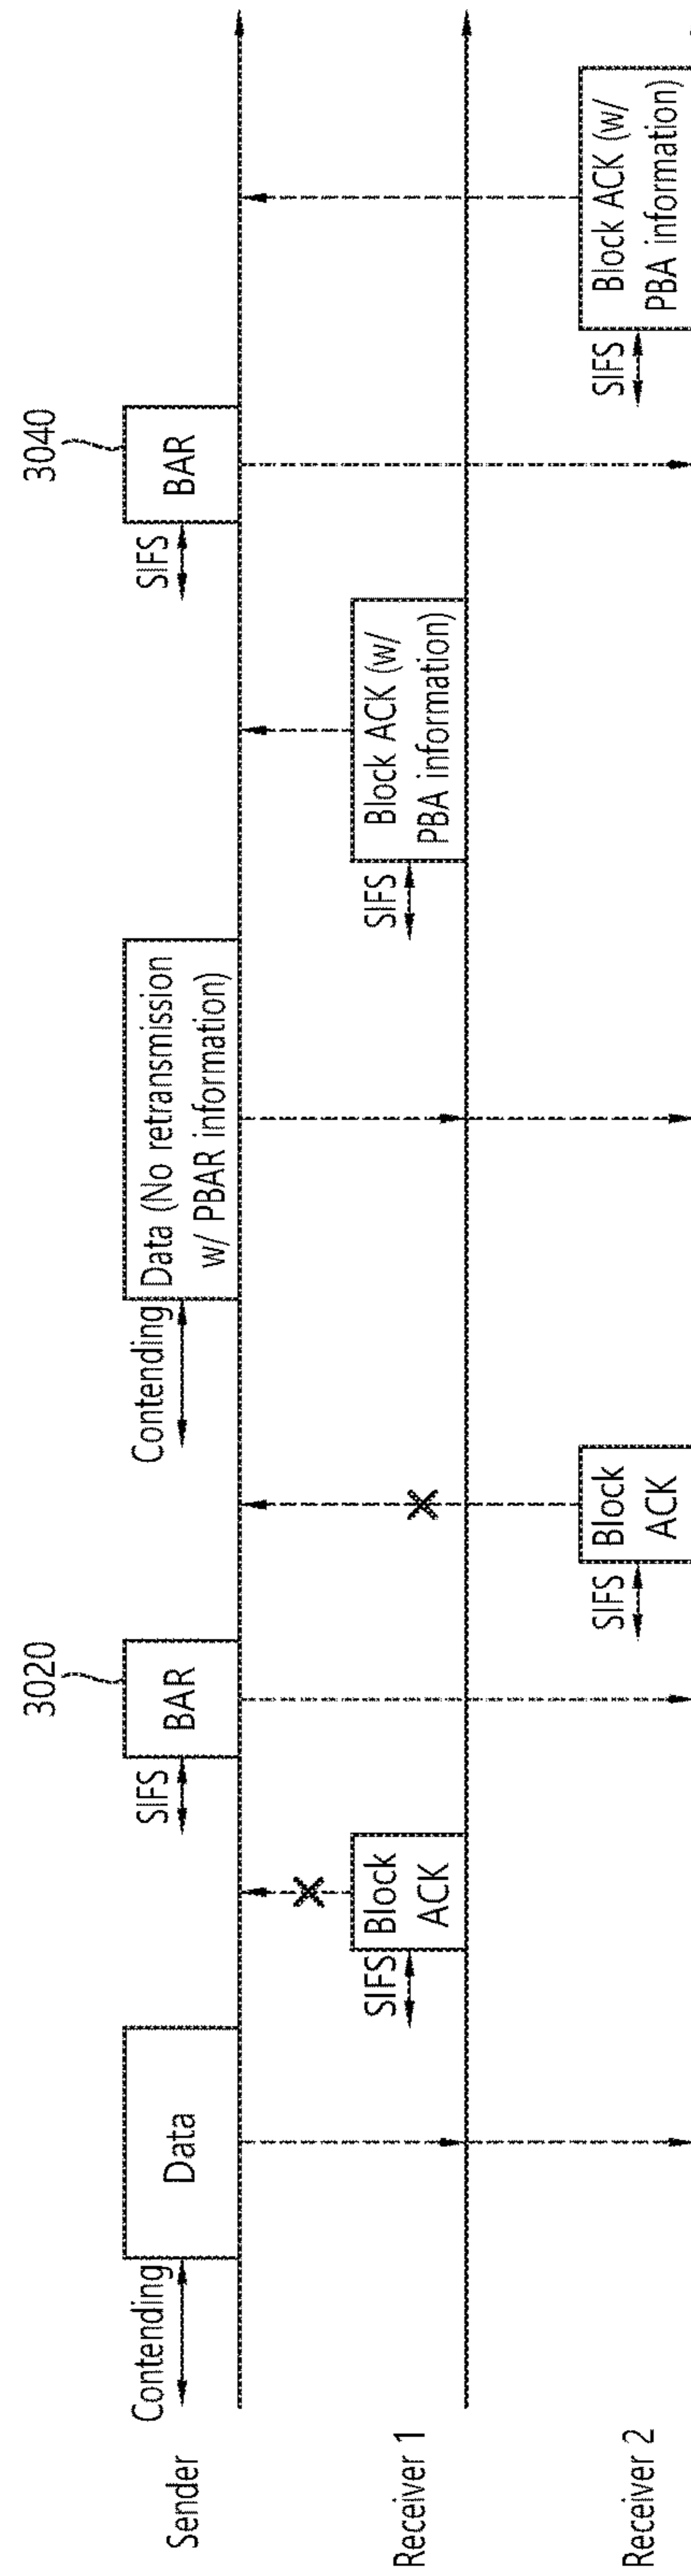 3020
3040
Contending
Data
SIFS
BAR
Contending
Data (No retransmission
w/ PBAR information)
SIFS
BAR
Sender
SIFS
Block
ACK
SIFS
Block ACK (w/
PBA information)
Receiver 1
SIFS
Block
ACK
SIFS
Block ACK (w/
PBA information)
Receiver 2